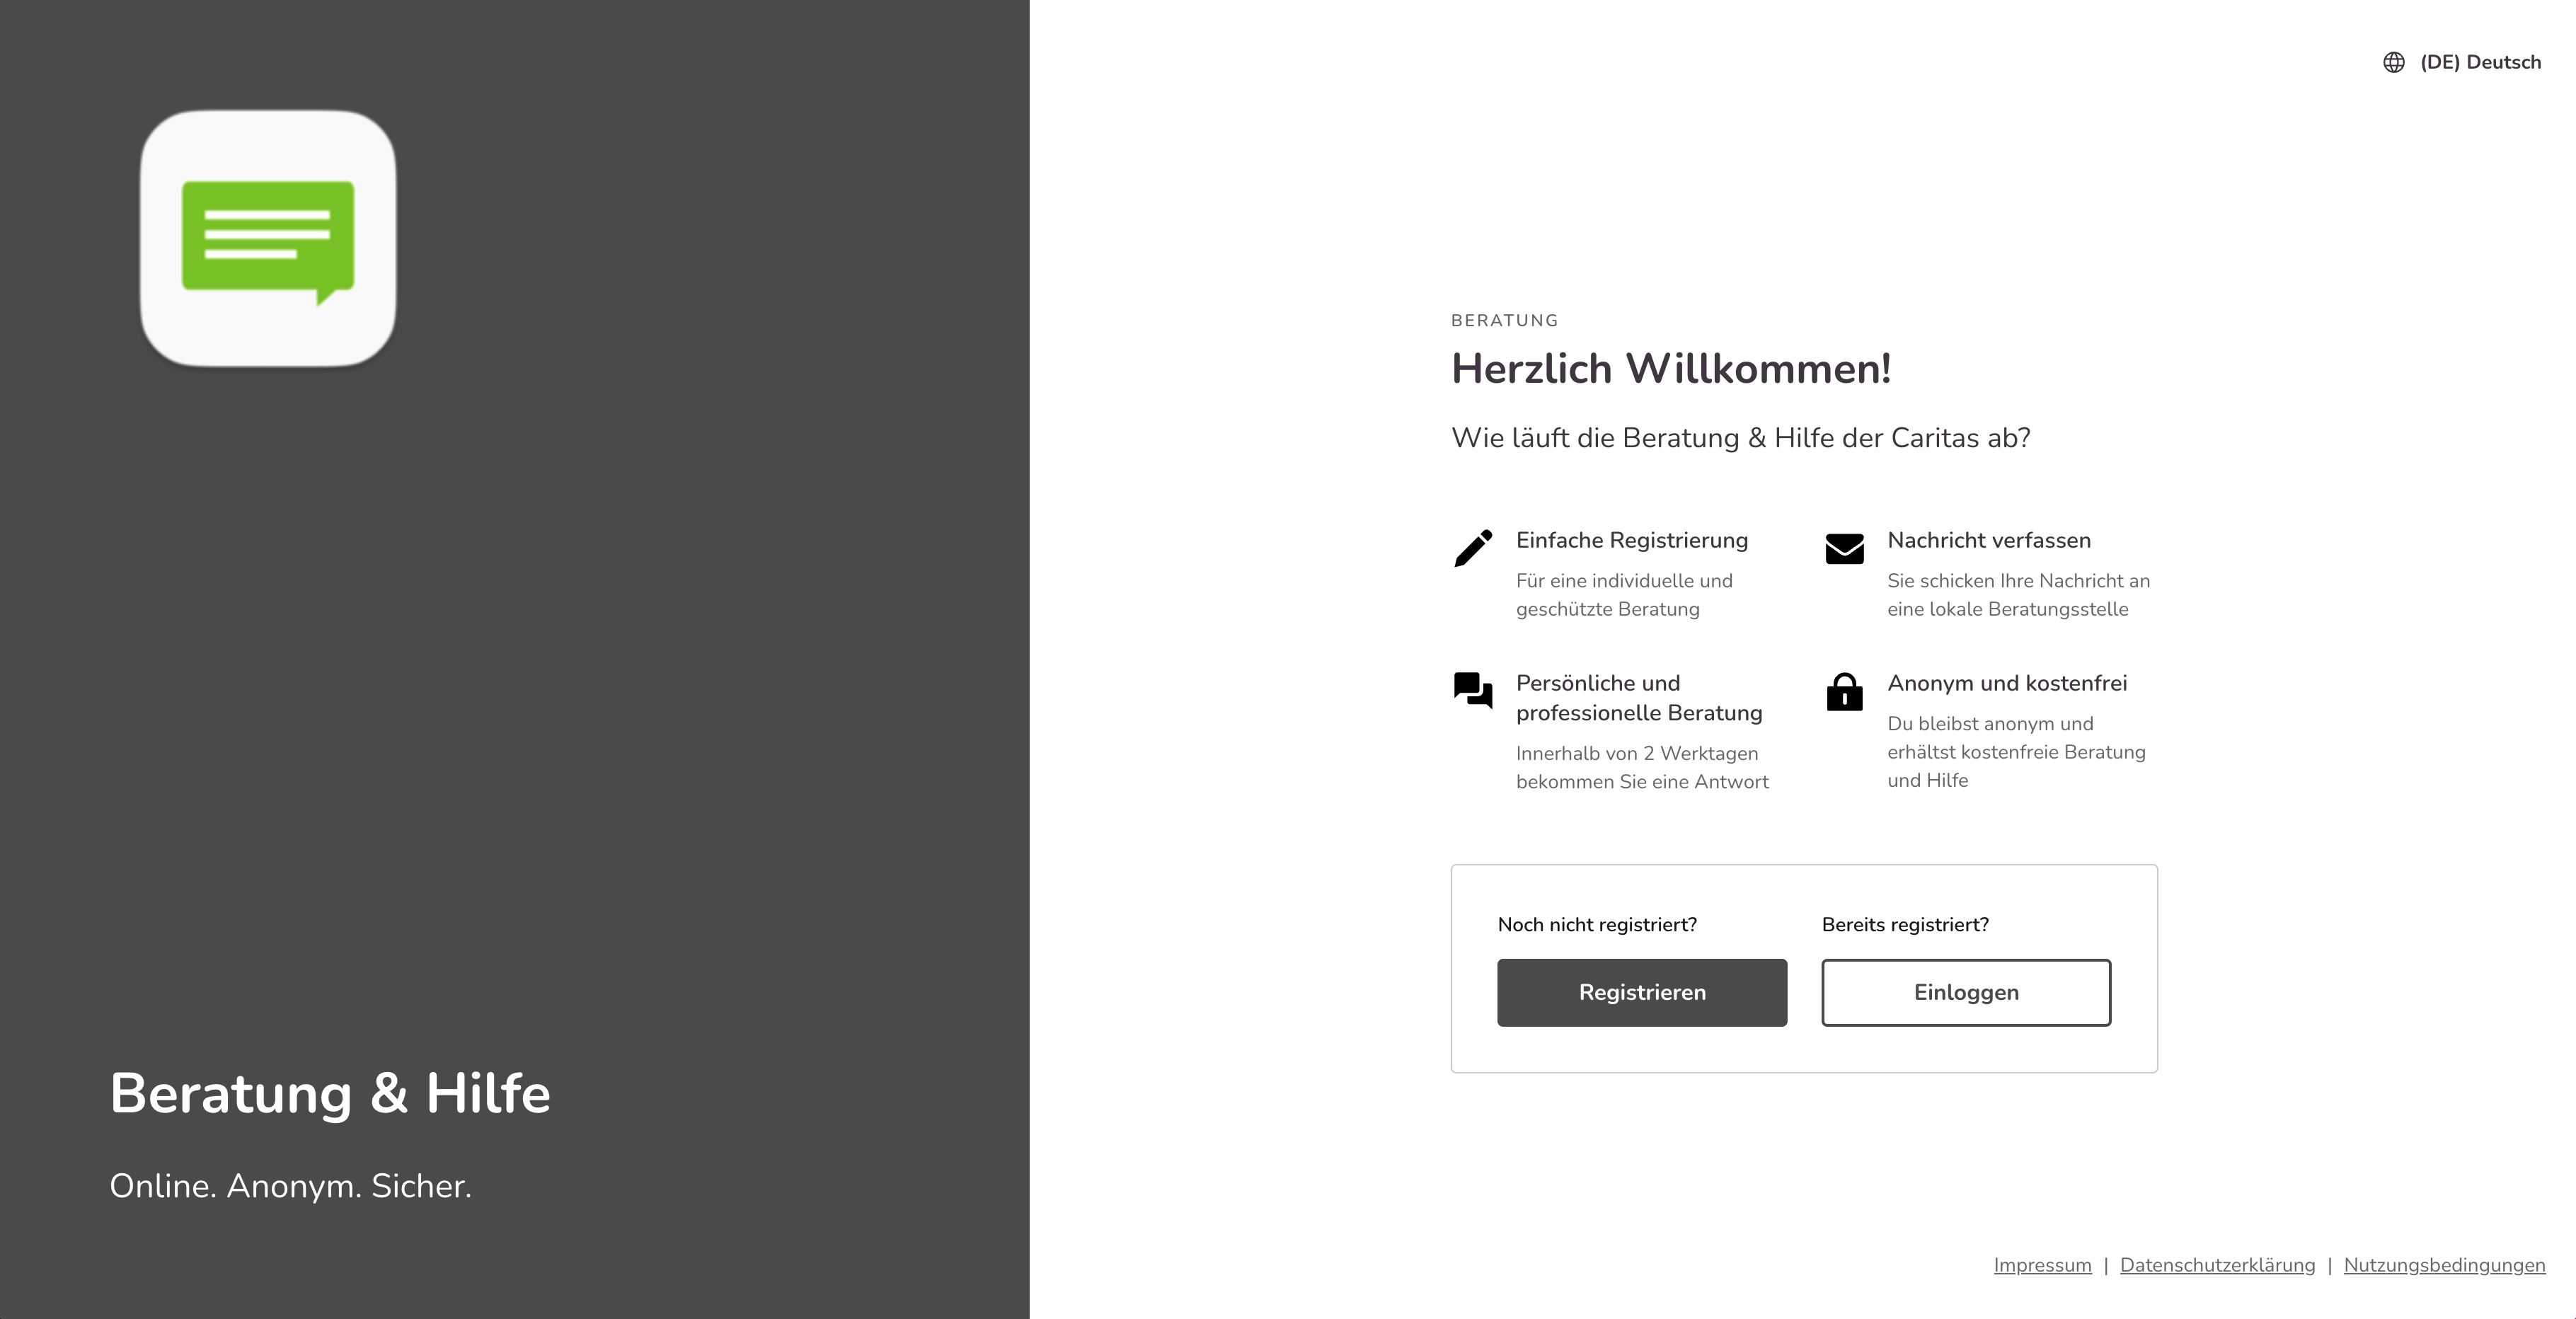 (DE) Deutsch
BERATUNG
Herzlich Willkommen!
Wie läuft die Beratung & Hilfe der Caritas ab?
Einfache Registrierung
Für eine individuelle und
geschützte Beratung
Nachricht verfassen
Sie schicken Ihre Nachricht an
eine lokale Beratungsstelle
Persönliche und
professionelle Beratung
Innerhalb von 2 Werktagen
bekommen Sie eine Antwort
Anonym und kostenfrei
Du bleibst anonym und
erhältst kostenfreie Beratung
und Hilfe
Noch nicht registriert?
Registrieren
Bereits registriert?
Einloggen
Beratung & Hilfe
Online. Anonym. Sicher.
Impressum | Datenschutzerklärung | Nutzungsbedingungen